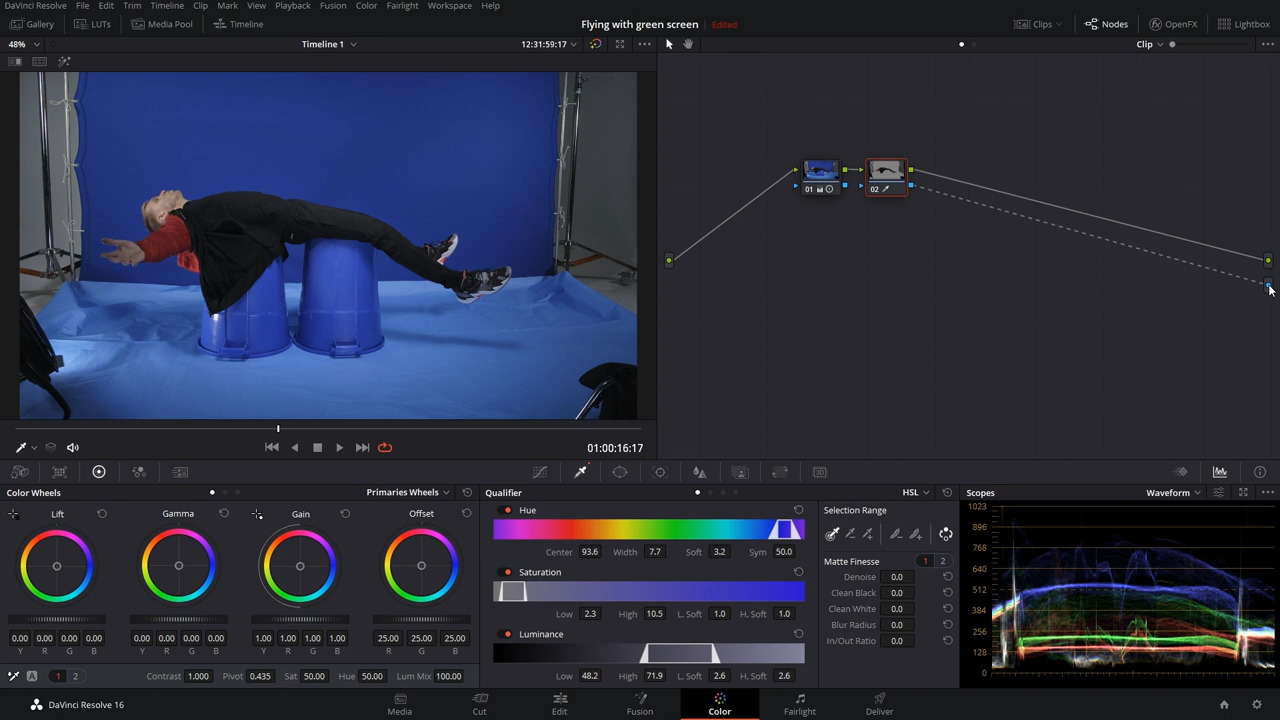 DaVinci Resolve File Edit Trim Timeline Clip Mark View Playback Fusion Color Fairlight Workspace Help
Gallery LUTs Media Pool Timeline Flying with green screen Edited Clips Nodes OpenFX Lightbox
48% Timeline 1 12:31:59:17 Clip
01 02
01:00:16:17
Color Wheels Primaries Wheels Qualifier HSL Scopes Waveform
Lift Gamma Gain Offset
Hue
Center 93.6 Width 7.7 Soft 3.2 Sym 50.0
Saturation
Low 2.3 High 10.5 L. Soft 1.0 H. Soft 1.0
Luminance
Low 48.2 High 71.9 L. Soft 2.6 H. Soft 2.6
0.00 0.00 0.00 0.00 0.00 0.00 0.00 0.00 1.00 1.00 1.00 1.00 25.00 25.00 25.00
Y R G B Y R G B Y R G B R G B
A 1 2 Contrast 1.000 Pivot 0.435 Sat 50.00 Hue 50.00 Lum Mix 100.00
Selection Range
Matte Finesse 1 2
Denoise 0.0
Clean Black 0.0
Clean White 0.0
Blur Radius 0.0
In/Out Ratio 0.0
1023
896
768
640
512
384
256
128
0
DaVinci Resolve 16 Media Cut Edit Fusion Color Fairlight Deliver